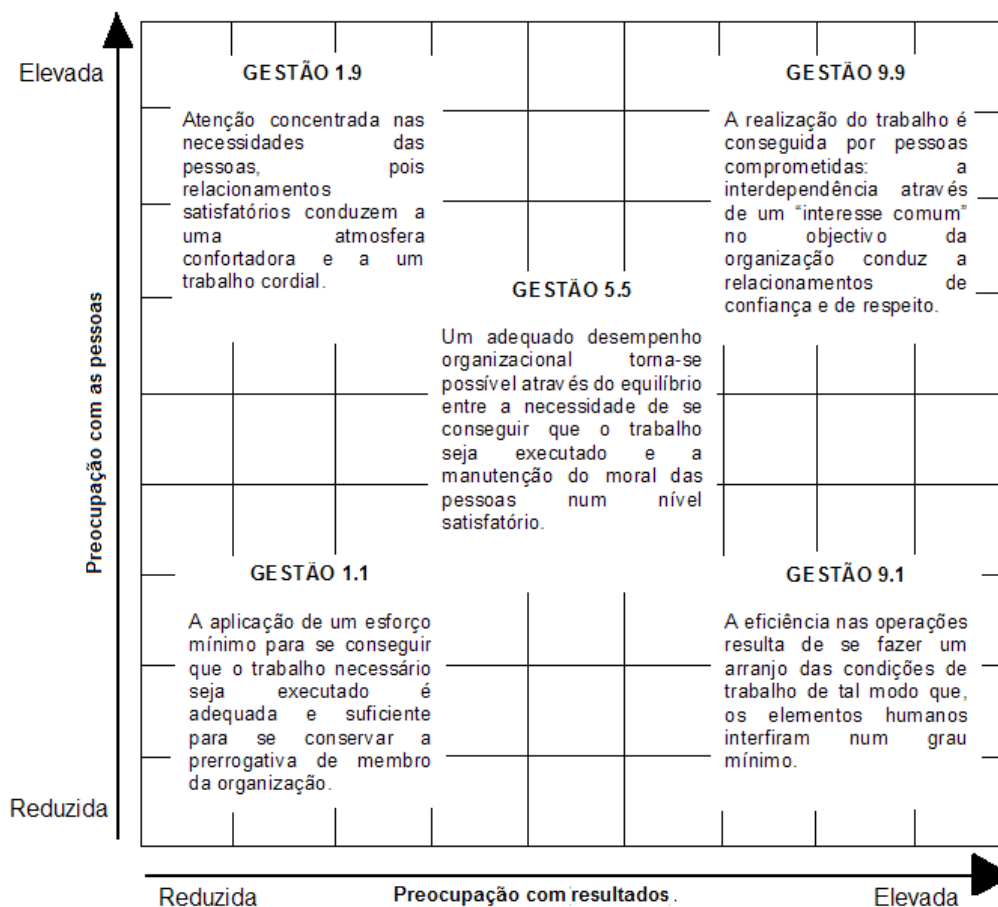 Elevada
GESTÃO 1.9
Atenção concentrada nas
necessidades das
pessoas, pois
relacionamentos
satisfatórios conduzem a
uma atmosfera
confortadora e a um
trabalho cordial.
GESTÃO 9.9
A realização do trabalho é
conseguida por pessoas
comprometidas: a
interdependência através
de um "interesse comum"
no objectivo da
organização conduz a
relacionamentos de
confiança e de respeito.
GESTÃO 5.5
Um adequado desempenho
organizacional torna-se
possível através do equilíbrio
entre a necessidade de se
conseguir que o trabalho
seja executado e a
manutenção do moral das
pessoas num nível
satisfatório.
Preocupação com as pessoas
GESTÃO 1.1
A aplicação de um esforço
mínimo para se conseguir
que o trabalho necessário
seja executado é
adequada e suficiente
para se conservar a
prerrogativa de membro
da organização.
GESTÃO 9.1
A eficiência nas operações
resulta de se fazer um
arranjo das condições de
trabalho de tal modo que,
os elementos humanos
interfiram num grau
mínimo.
Reduzida
Reduzida
Preocupação com resultados.
Elevada